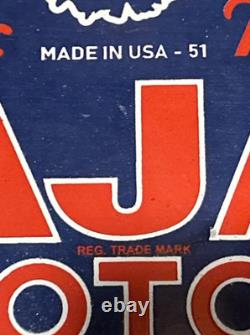 MADE IN USA - 51
AJA
REG. TRADE MARK
OTO